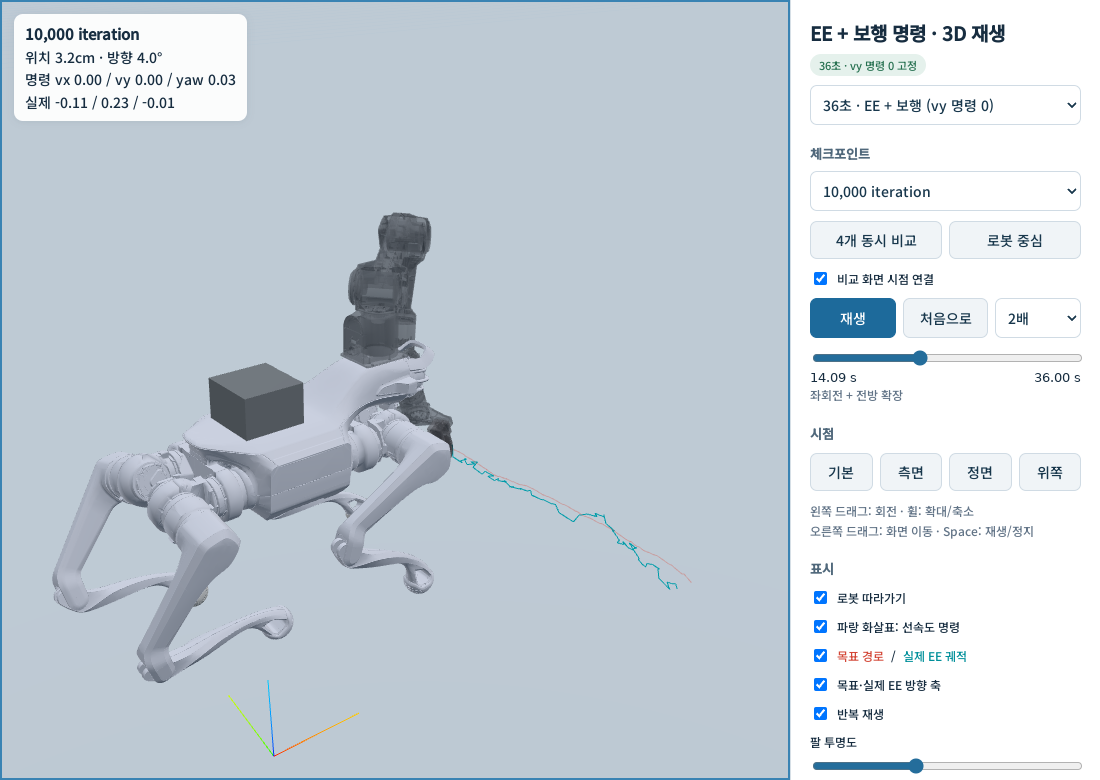 10,000 iteration
위치 3.2cm · 방향 4.0°
명령 vx 0.00 / vy 0.00 / yaw 0.03
실제 -0.11 / 0.23 / -0.01
EE + 보행 명령 · 3D 재생
36초 · vy 명령 0 고정
36초 · EE + 보행 (vy 명령 0)
체크포인트
10,000 iteration
4개 동시 비교 로봇 중심
비교 화면 시점 연결
재생 처음으로 2배
14.09 s 36.00 s
좌회전 + 전방 확장
시점
기본 측면 정면 위쪽
왼쪽 드래그: 회전 · 휠: 확대/축소
오른쪽 드래그: 화면 이동 · Space: 재생/정지
표시
로봇 따라가기
파랑 화살표: 선속도 명령
목표 경로 / 실제 EE 궤적
목표·실제 EE 방향 축
반복 재생
팔 투명도